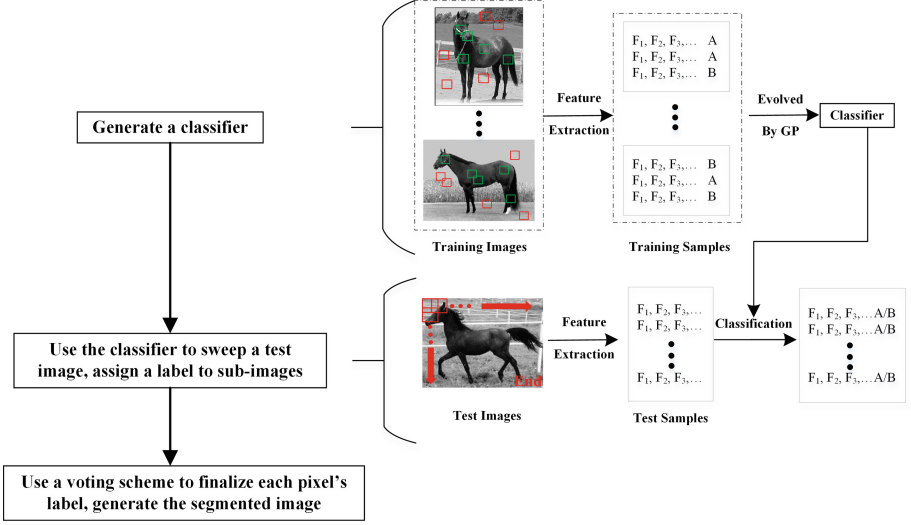 Generate a classifier
Use the classifier to sweep a test
image, assign a label to sub-images
Use a voting scheme to finalize each pixel's
label, generate the segmented image
Training Images
Feature
Extraction
F1, F2, F3,… A
F1, F2, F3,… A
F1, F2, F3,… B
F1, F2, F3,… B
F1, F2, F3,… A
F1, F2, F3,… B
Training Samples
Evolved
By GP
Classifier
End
Test Images
Feature
Extraction
F1, F2, F3,…
F1, F2, F3,…
F1, F2, F3,…
Test Samples
Classification
F1, F2, F3,…A/B
F1, F2, F3,…A/B
F1, F2, F3,…A/B